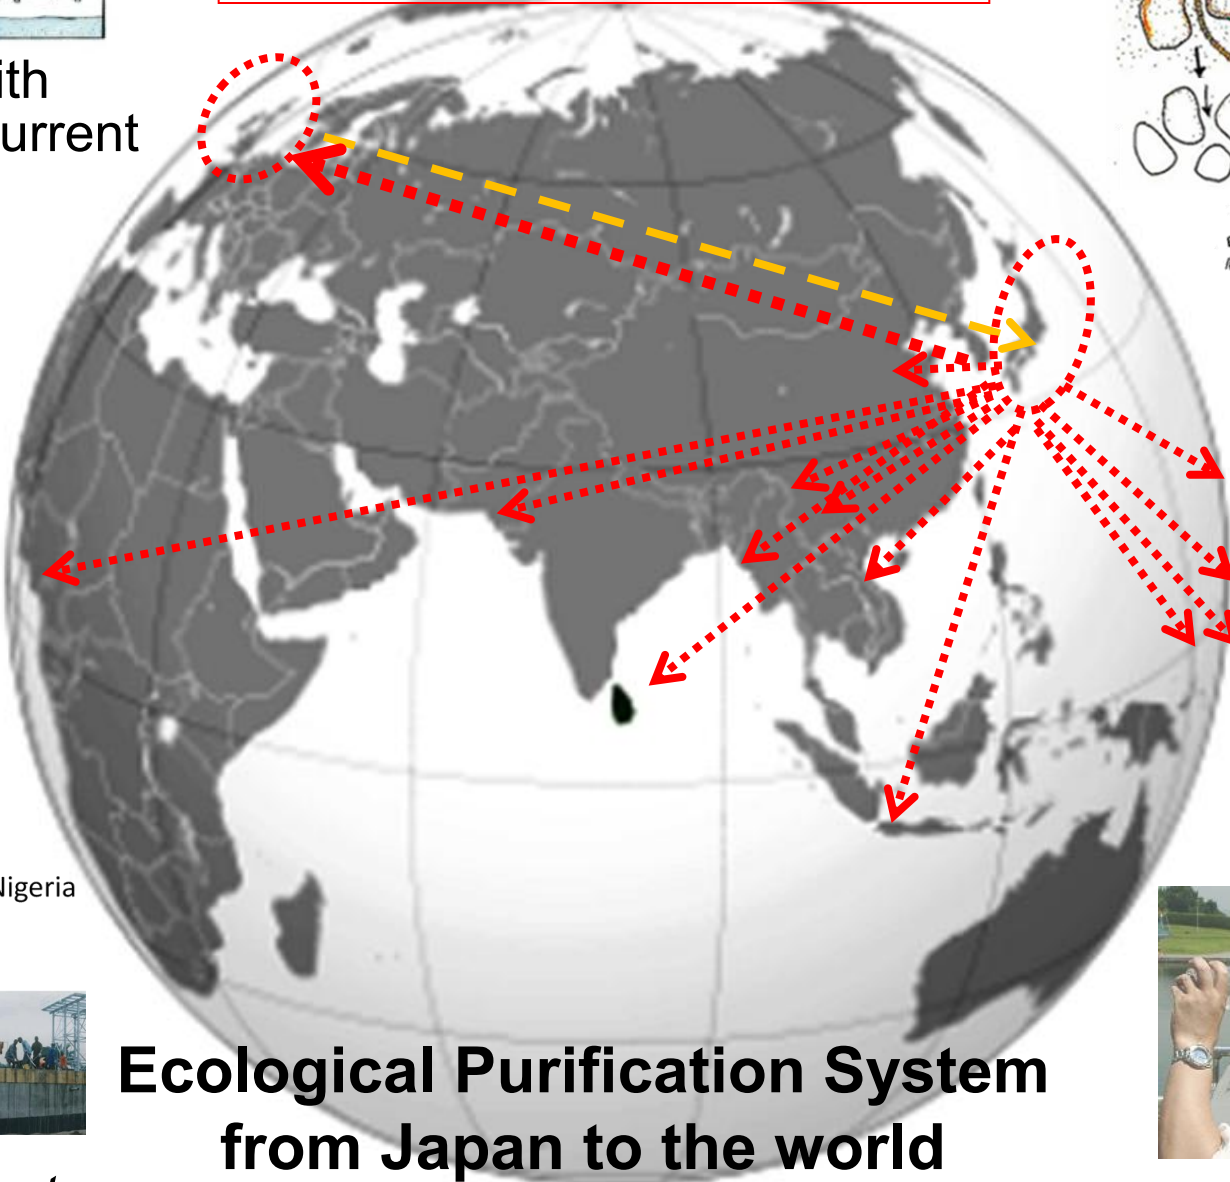 ith
urrent
Nigeria
Ecological Purification System
from Japan to the world